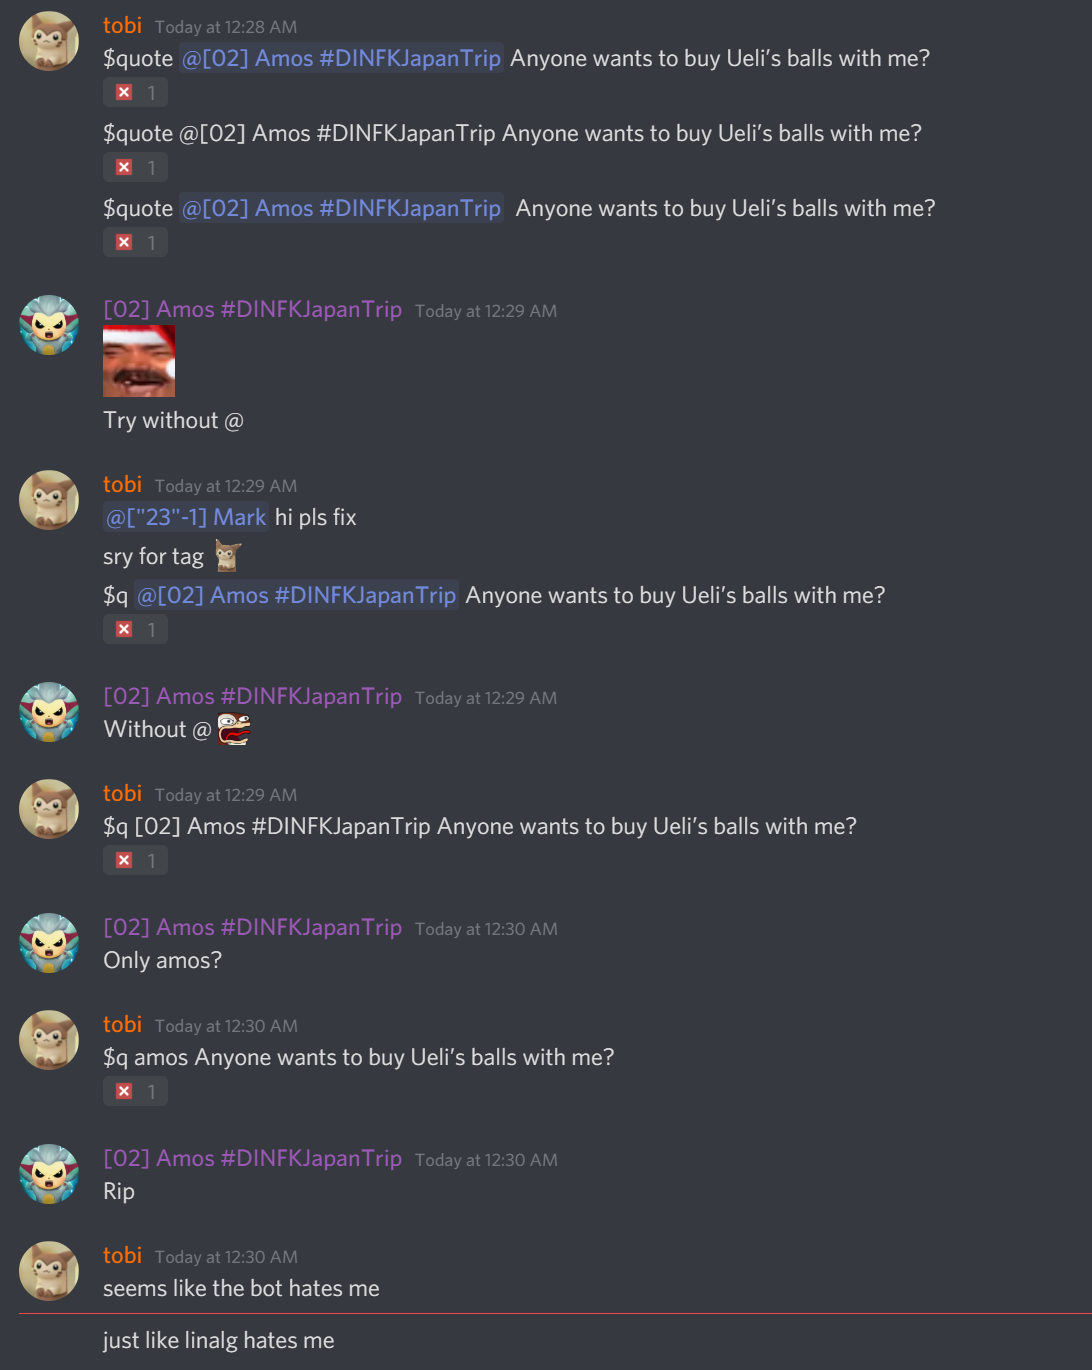 tobi Today at 12:28 AM
$quote @[02] Amos #DINFKJapanTrip Anyone wants to buy Ueli’s balls with me?
1
$quote @[02] Amos #DINFKJapanTrip Anyone wants to buy Ueli’s balls with me?
1
$quote @[02] Amos #DINFKJapanTrip Anyone wants to buy Ueli’s balls with me?
1
[02] Amos #DINFKJapanTrip Today at 12:29 AM
Try without @
tobi Today at 12:29 AM
@["23"-1] Mark hi pls fix
sry for tag
$q @[02] Amos #DINFKJapanTrip Anyone wants to buy Ueli’s balls with me?
1
[02] Amos #DINFKJapanTrip Today at 12:29 AM
Without @
tobi Today at 12:29 AM
$q [02] Amos #DINFKJapanTrip Anyone wants to buy Ueli’s balls with me?
1
[02] Amos #DINFKJapanTrip Today at 12:30 AM
Only amos?
tobi Today at 12:30 AM
$q amos Anyone wants to buy Ueli’s balls with me?
1
[02] Amos #DINFKJapanTrip Today at 12:30 AM
Rip
tobi Today at 12:30 AM
seems like the bot hates me
just like linalg hates me